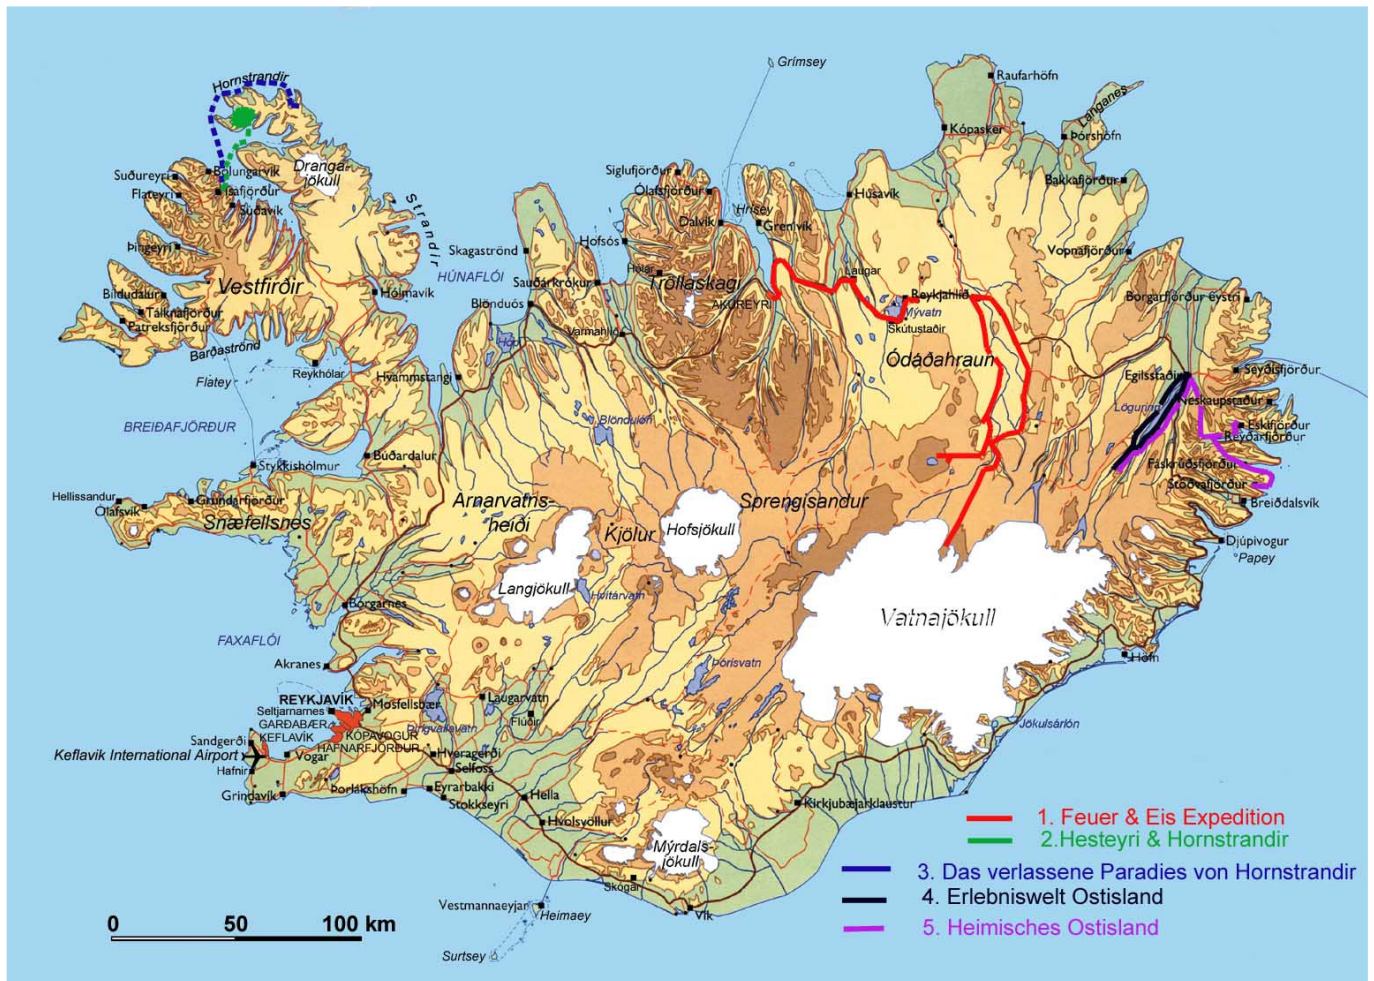 Grímsey
Raufarhöfn
Hornstrandir
Langanes
Kópasker
Þórshöfn
Bolungarvík
Suðureyri
Ísafjörður
Flateyri
Súðavík
Dranga-
jökull
Strandir
Siglufjörður
Ólafsfjörður
Dalvík
Hrísey
Grenivík
Húsavík
Bakkafjörður
Vopnafjörður
Þingeyri
Vestfirðir
Bíldudalur
Tálknafjörður
Patreksfjörður
Barðaströnd
Hólmavík
HÚNAFLÓI
Skagaströnd
Hofsós
Hólar
Sauðárkrókur
Tröllaskagi
Blönduós
AKUREYRI
Laugar
Reykjahlíð
Mývatn
Skútustaðir
Borgarfjörður eystri
Varmahlíð
Hóp
Ódáðahraun
Flatey
Reykhólar
Hvammstangi
Egilsstaðir
Seyðisfjörður
Lögurinn
Neskaupstaður
Eskifjörður
Reyðarfjörður
BREIÐAFJÖRÐUR
Blöndulón
Búðardalur
Stykkishólmur
Fáskrúðsfjörður
Stöðvafjörður
Breiðdalsvík
Hellissandur
Ólafsvík
Grundarfjörður
Snæfellsnes
Arnarvatns-
heiði
Kjölur
Hofsjökull
Sprengisandur
Djúpivogur
Papey
Langjökull
Hvítárvatn
Borgarnes
Vatnajökull
FAXAFLÓI
Akranes
Þórisvatn
Höfn
REYKJAVÍK
Seltjarnarnes
Mosfellsbær
GARÐABÆR
KÓPAVOGUR
KEFLAVÍK
HAFNARFJÖRÐUR
Sandgerði
Keflavik International Airport
Vogar
Hafnir
Grindavík
Laugarvatn
Flúðir
Þingvallavatn
Hveragerði
Selfoss
Þorlákshöfn
Eyrarbakki
Stokkseyri
Hella
Hvolsvöllur
Jökulsárlón
Kirkjubæjarklaustur
Mýrdals-
jökull
Skógar
Vík
Vestmannaeyjar
Heimaey
Surtsey
1. Feuer & Eis Expedition
2.Hesteyri & Hornstrandir
3. Das verlassene Paradies von Hornstrandir
4. Erlebniswelt Ostisland
5. Heimisches Ostisland
0 50 100 km